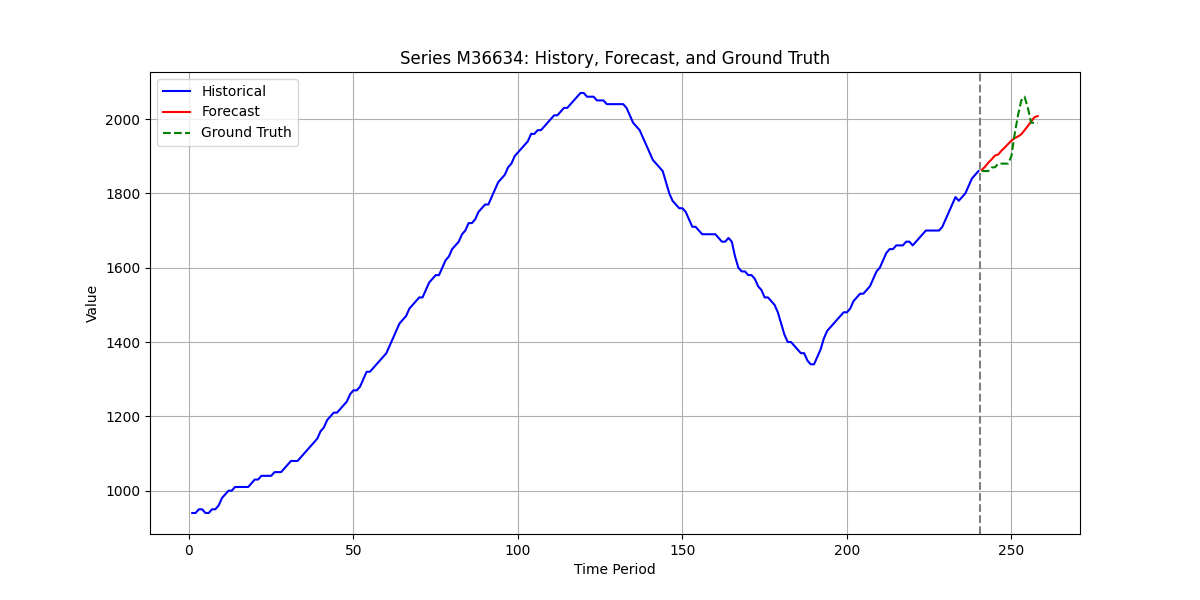 Series M36634: History, Forecast, and Ground Truth
Historical
Forecast
Ground Truth
2000
1800
1600
1400
1200
1000
Value
0 50 100 150 200 250
Time Period